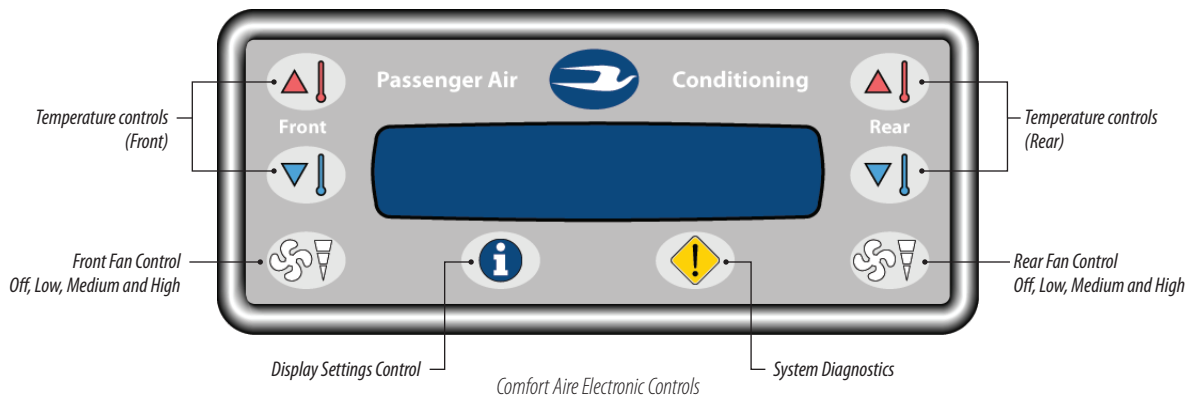 Passenger Air Conditioning
Temperature controls
(Front)
Front
Rear
Temperature controls
(Rear)
Front Fan Control
Off, Low, Medium and High
Rear Fan Control
Off, Low, Medium and High
Display Settings Control
System Diagnostics
Comfort Aire Electronic Controls